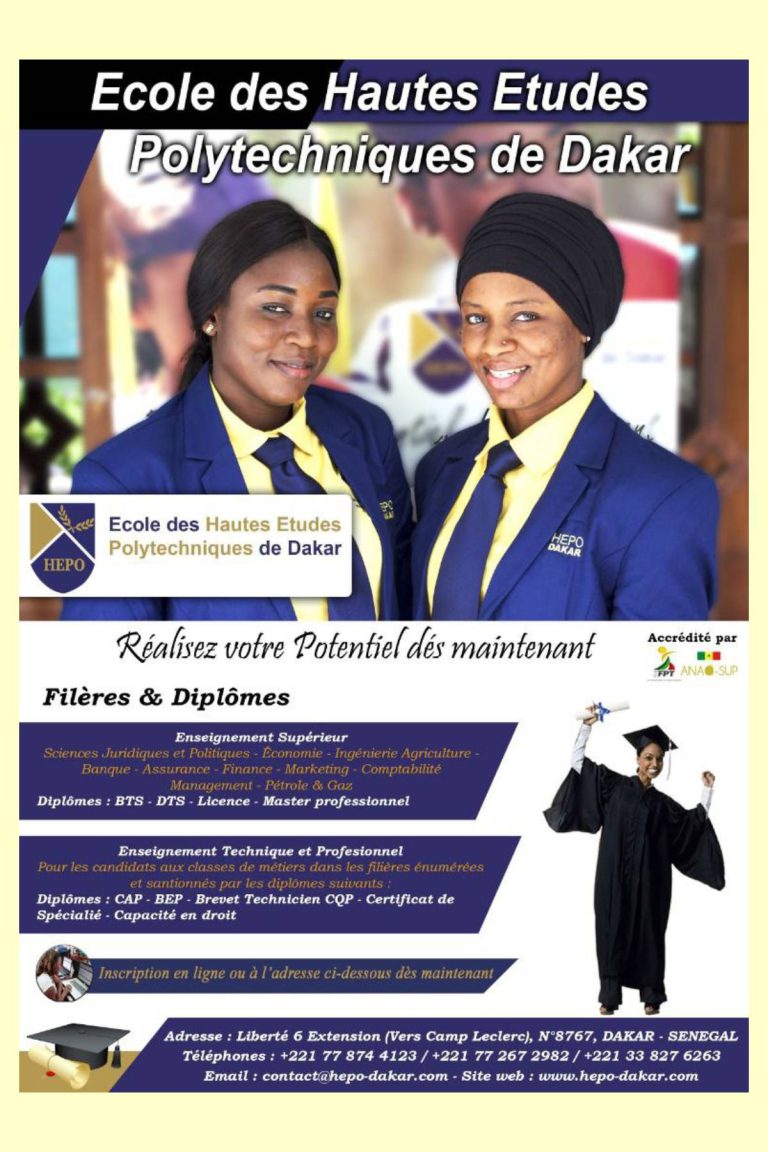 Ecole des Hautes Etudes
Polytechniques de Dakar
HEPO
HEPO
DAKAR
HEPO
Ecole des Hautes Etudes
Polytechniques de Dakar
Réalisez votre Potentiel dés maintenant
Accrédité par
FPT
ANAQ-SUP
Filères & Diplômes
Enseignement Supérieur
Sciences Juridiques et Politiques - Économie - Ingénierie Agriculture -
Banque - Assurance - Finance - Marketing - Comptabilité
Management - Pétrole & Gaz
Diplômes : BTS - DTS - Licence - Master professionnel
Enseignement Technique et Profesionnel
Pour les candidats aux classes de métiers dans les filières énumérées
et santionnés par les diplômes suivants :
Diplômes : CAP - BEP - Brevet Technicien CQP - Certificat de
Spécialié - Capacité en droit
Inscription en ligne ou à l'adresse ci-dessous dès maintenant
Adresse : Liberté 6 Extension (Vers Camp Leclerc), N°8767, DAKAR - SENEGAL
Téléphones : +221 77 874 4123 / +221 77 267 2982 / +221 33 827 6263
Email : contact@hepo-dakar.com - Site web : www.hepo-dakar.com